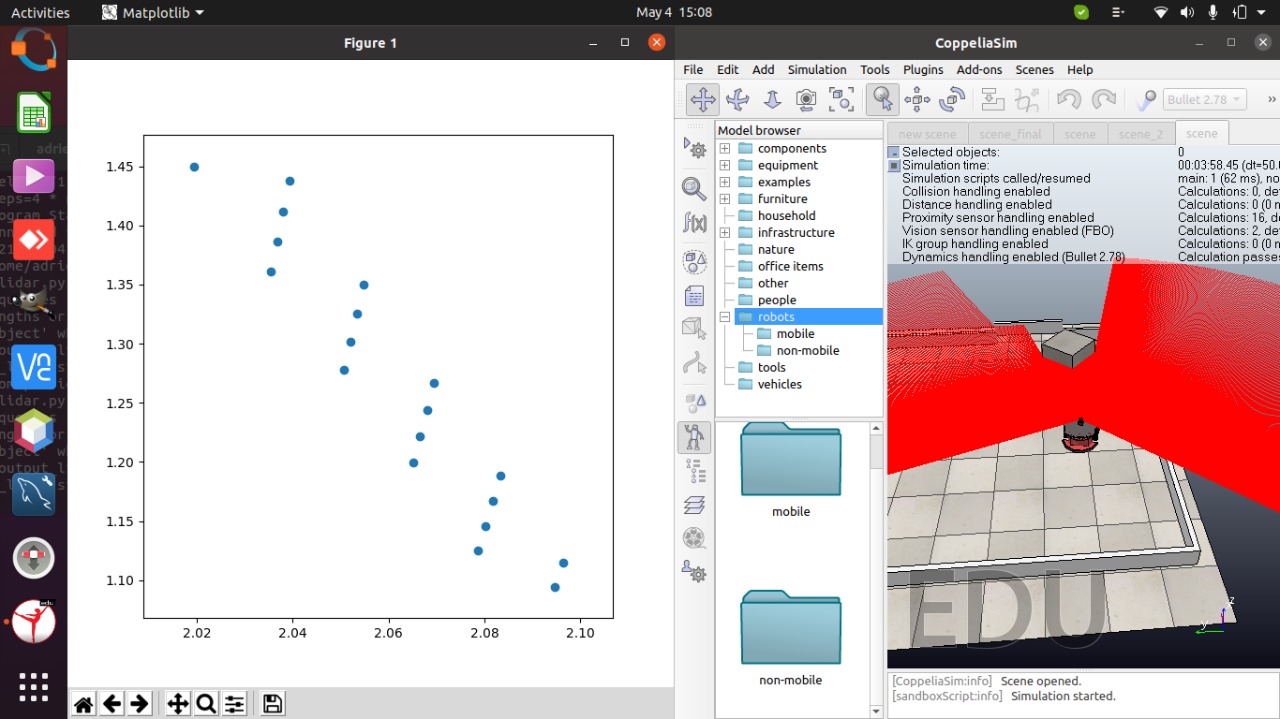 Activities
Matplotlib
May 4 15:08
Figure 1
CoppeliaSim
File Edit Add Simulation Tools Plugins Add-ons Scenes Help
Bullet 2.78
»
Model browser
components
equipment
examples
furniture
household
infrastructure
nature
office items
other
people
robots
mobile
non-mobile
tools
vehicles
mobile
non-mobile
new scene
scene_final
scene
scene_2
scene
Selected objects: 0
Simulation time: 00:03:58.45 (dt=50.
Simulation scripts called/resumed main: 1 (62 ms), no
Collision handling enabled Calculations: 0, de
Distance handling enabled Calculations: 0 (0 
Proximity sensor handling enabled Calculations: 16, d
Vision sensor handling enabled (FBO) Calculations: 2, de
IK group handling enabled Calculations: 0 (0 
Dynamics handling enabled (Bullet 2.78) Calculation passes
EDU
z
y
[CoppeliaSim:info] Scene opened.
[sandboxScript:info] Simulation started.
1.45
1.40
1.35
1.30
1.25
1.20
1.15
1.10
2.02 2.04 2.06 2.08 2.10
f(x)
edu